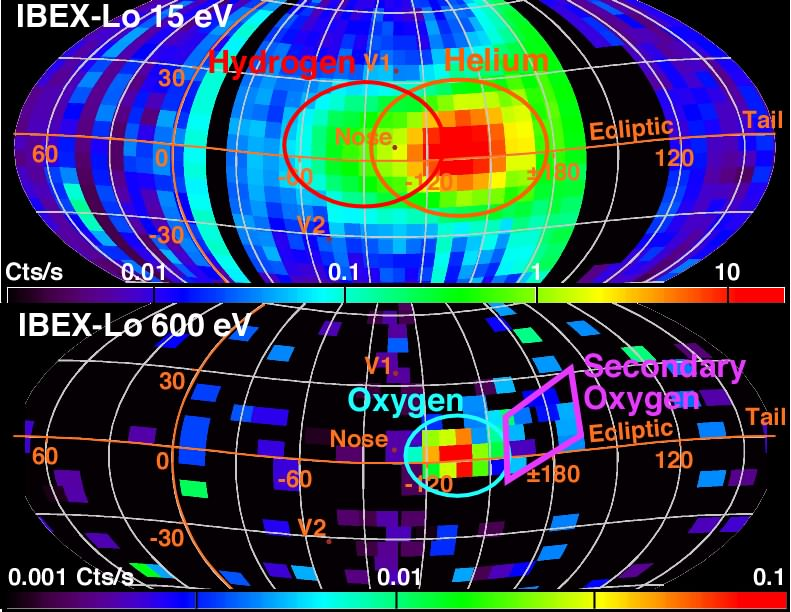 IBEX-Lo 15 eV
Hydrogen V1 Helium
30
Nose Ecliptic Tail
60 0 -60 -120 ±180 120
-30 V2
Cts/s 0.01 0.1 1 10
IBEX-Lo 600 eV
V1 Secondary
30 Oxygen Oxygen
Nose Ecliptic Tail
60 0 -60 -120 ±180 120
-30 V2
0.001 Cts/s 0.01 0.1